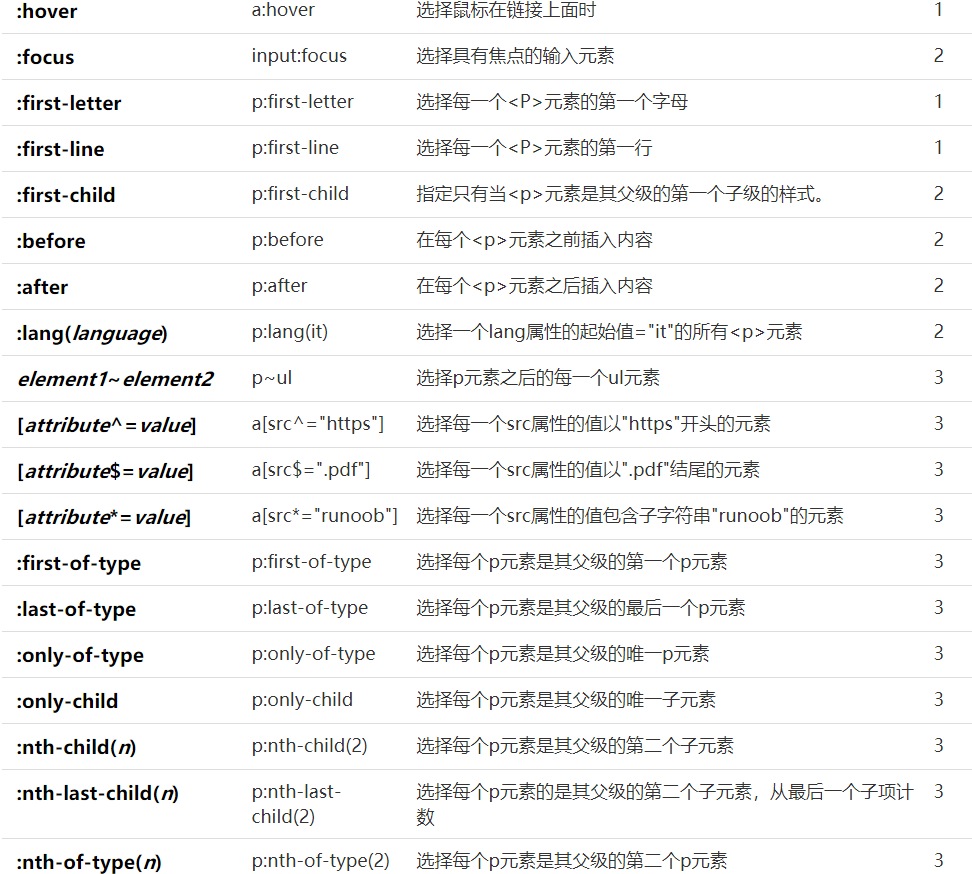 :hover a:hover 选择鼠标在链接上面时 1
:focus input:focus 选择具有焦点的输入元素 2
:first-letter p:first-letter 选择每一个<P>元素的第一个字母 1
:first-line p:first-line 选择每一个<P>元素的第一行 1
:first-child p:first-child 指定只有当<p>元素是其父级的第一个子级的样式。 2
:before p:before 在每个<p>元素之前插入内容 2
:after p:after 在每个<p>元素之后插入内容 2
:lang(language) p:lang(it) 选择一个lang属性的起始值="it"的所有<p>元素 2
element1~element2 p~ul 选择p元素之后的每一个ul元素 3
[attribute^=value] a[src^="https"] 选择每一个src属性的值以"https"开头的元素 3
[attribute$=value] a[src$=".pdf"] 选择每一个src属性的值以".pdf"结尾的元素 3
[attribute*=value] a[src*="runoob"] 选择每一个src属性的值包含子字符串"runoob"的元素 3
:first-of-type p:first-of-type 选择每个p元素是其父级的第一个p元素 3
:last-of-type p:last-of-type 选择每个p元素是其父级的最后一个p元素 3
:only-of-type p:only-of-type 选择每个p元素是其父级的唯一p元素 3
:only-child p:only-child 选择每个p元素是其父级的唯一子元素 3
:nth-child(n) p:nth-child(2) 选择每个p元素是其父级的第二个子元素 3
:nth-last-child(n) p:nth-last- 选择每个p元素的是其父级的第二个子元素，从最后一个子项计 3
child(2) 数
:nth-of-type(n) p:nth-of-type(2) 选择每个p元素是其父级的第二个p元素 3